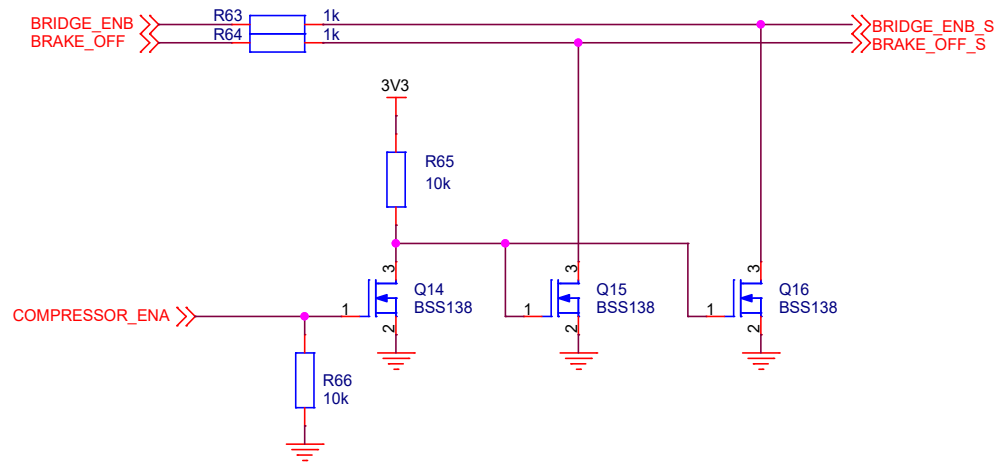 BRIDGE_ENB R63 1k BRIDGE_ENB_S
BRAKE_OFF R64 1k BRAKE_OFF_S
3V3
R65
10k
3 3 3
Q14 Q15 Q16
BSS138 BSS138 BSS138
COMPRESSOR_ENA 1 1 1
2 2 2
R66
10k